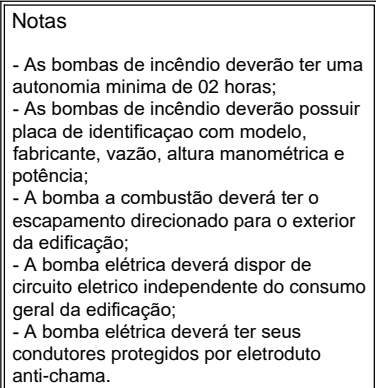 Notas
- As bombas de incêndio deverão ter uma
autonomia minima de 02 horas;
- As bombas de incêndio deverão possuir
placa de identificaçao com modelo,
fabricante, vazão, altura manométrica e
potência;
- A bomba a combustão deverá ter o
escapamento direcionado para o exterior
da edificação;
- A bomba elétrica deverá dispor de
circuito eletrico independente do consumo
geral da edificação;
- A bomba elétrica deverá ter seus
condutores protegidos por eletroduto
anti-chama.